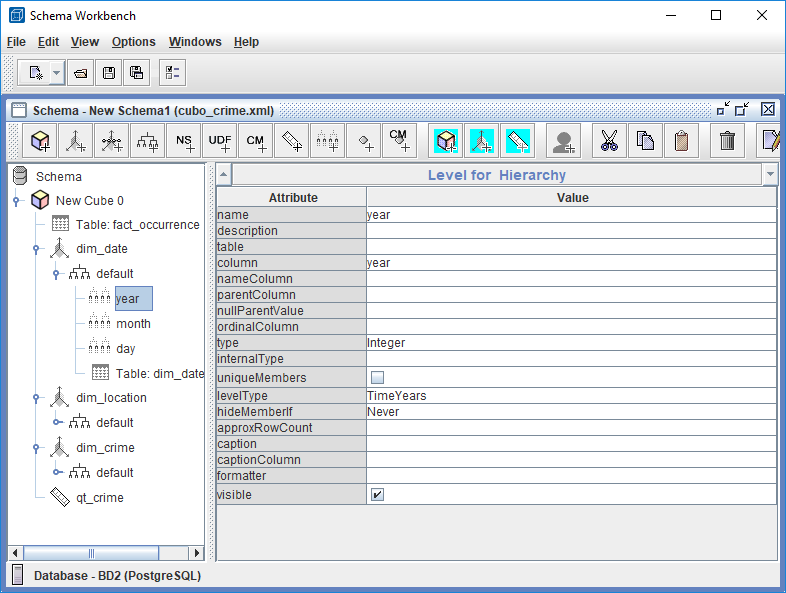 Schema Workbench
File Edit View Options Windows Help
Schema - New Schema1 (cubo_crime.xml)
NS UDF CM CM
Schema
New Cube 0
Table: fact_occurrence
dim_date
default
year
month
day
Table: dim_date
dim_location
default
dim_crime
default
qt_crime
Level for Hierarchy
Attribute Value
name year
description
table
column year
nameColumn
parentColumn
nullParentValue
ordinalColumn
type Integer
internalType
uniqueMembers
levelType TimeYears
hideMemberIf Never
approxRowCount
caption
captionColumn
formatter
visible
Database - BD2 (PostgreSQL)